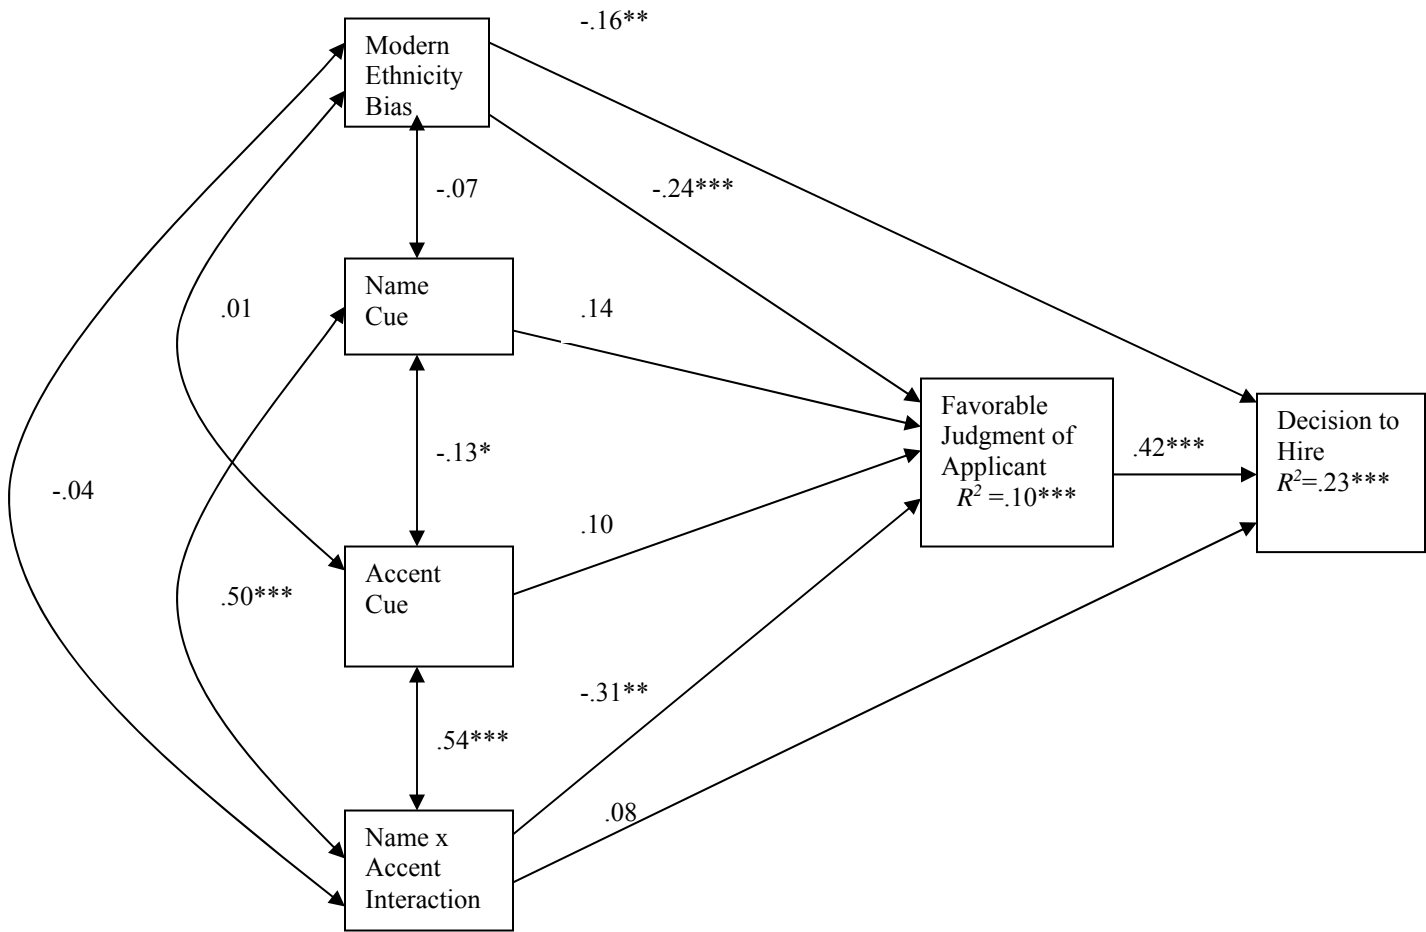 -.16**
Modern
Ethnicity
Bias
-.07
-.24***
Name
Cue
.01
.14
Favorable
Judgment of
Applicant
R² =.10***
.42***
Decision to
Hire
R²=.23***
-.13*
-.04
.10
Accent
Cue
.50***
-.31**
.54***
.08
Name x
Accent
Interaction